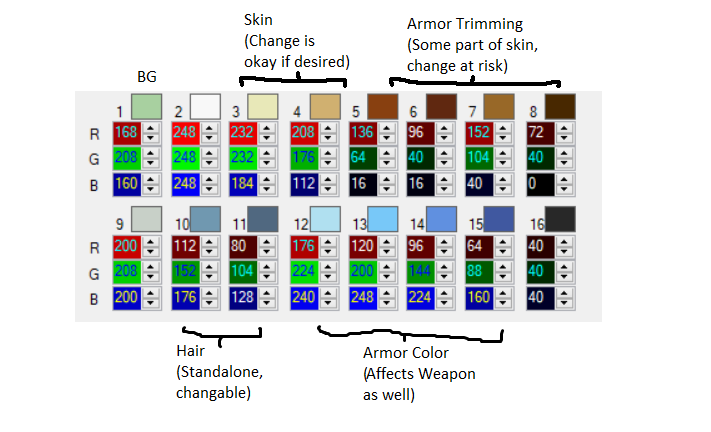 Skin
(Change is
okay if desired)
Armor Trimming
(Some part of skin,
change at risk)
BG
1 2 3 4 5 6 7 8
R 168 248 232 208 136 96 152 72
G 208 248 232 176 64 40 104 40
B 160 248 184 112 16 16 40 0
9 10 11 12 13 14 15 16
R 200 112 80 176 120 96 64 40
G 208 152 104 224 200 144 88 40
B 200 176 128 240 248 224 160 40
Hair
(Standalone,
changable)
Armor Color
(Affects Weapon
as well)